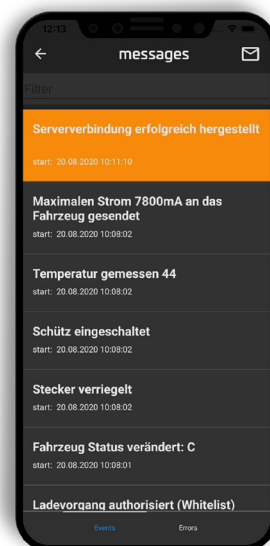 12:13
messages
Filter
Serververbindung erfolgreich hergestellt
start: 20.08.2020 10:11:10
Maximalen Strom 7800mA an das
Fahrzeug gesendet
start: 20.08.2020 10:08:02
Temperatur gemessen 44
start: 20.08.2020 10:08:02
Schütz eingeschaltet
start: 20.08.2020 10:08:02
Stecker verriegelt
start: 20.08.2020 10:08:02
Fahrzeug Status verändert: C
start: 20.08.2020 10:08:01
Ladevorgang authorisiert (Whitelist)
Events Errors